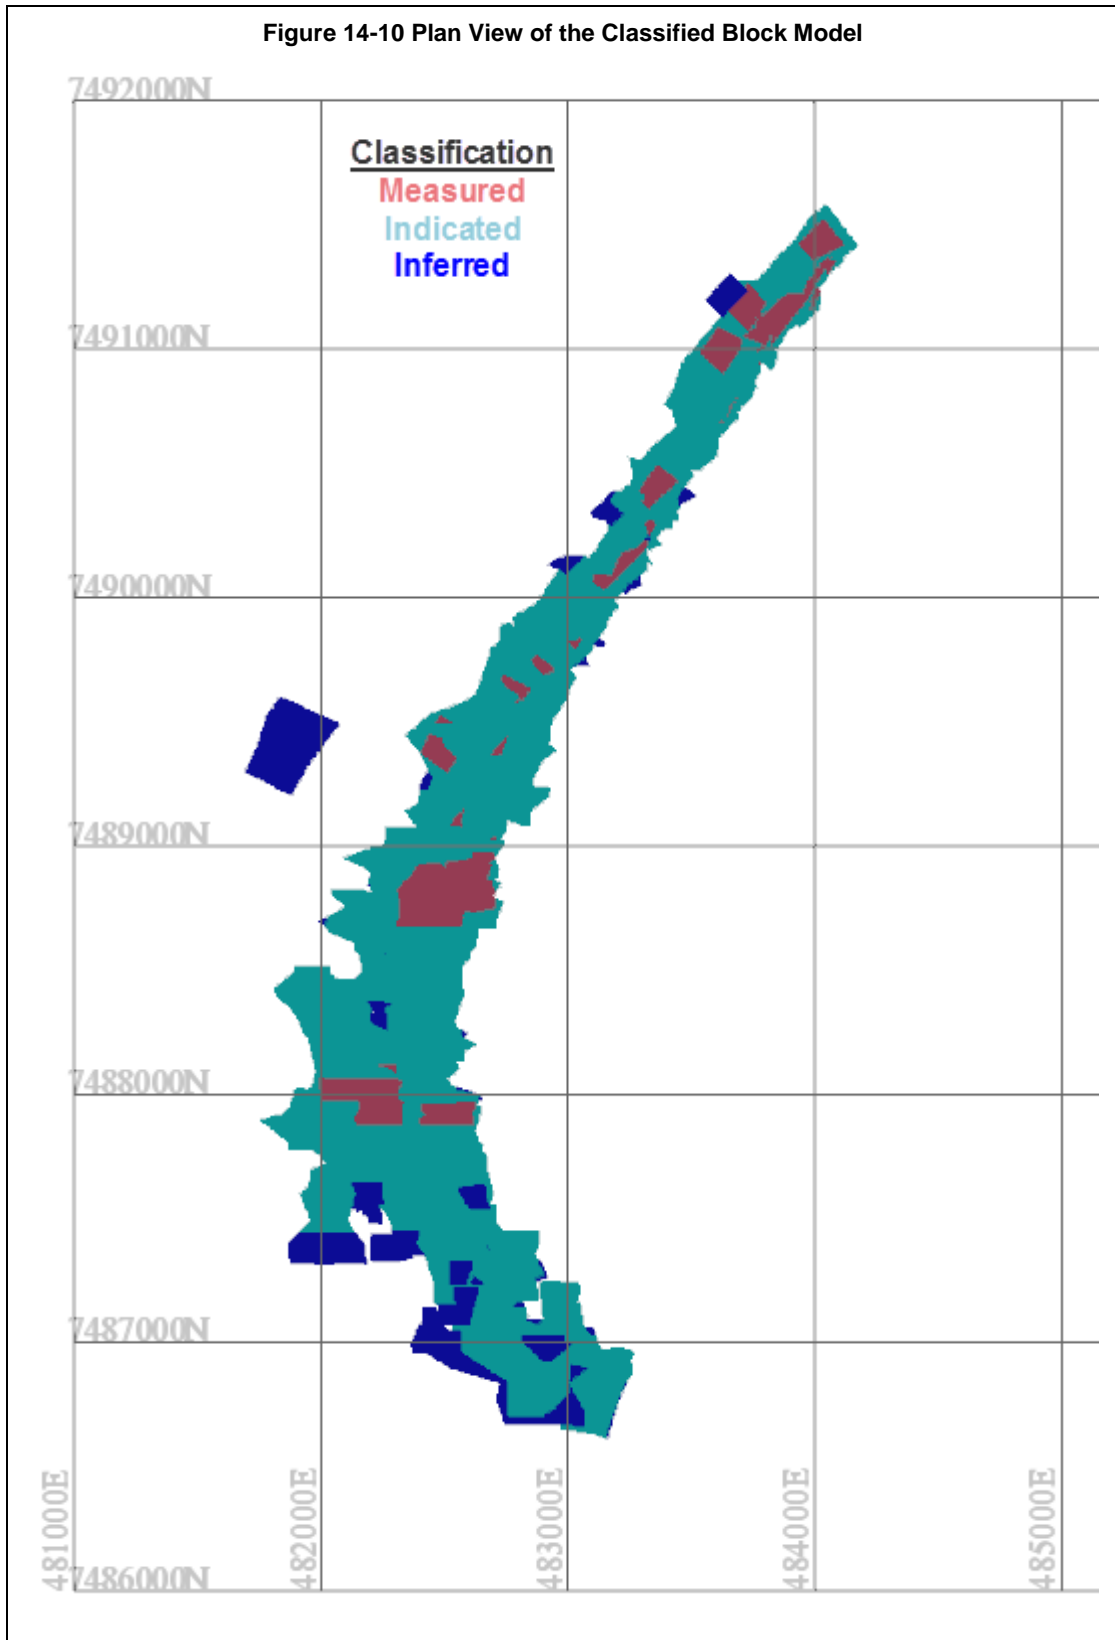 Figure 14-10 Plan View of the Classified Block Model
7492000N
Classification
Measured
Indicated
Inferred
7491000N
7490000N
7489000N
7488000N
7487000N
7486000N
481000E
482000E
483000E
484000E
485000E